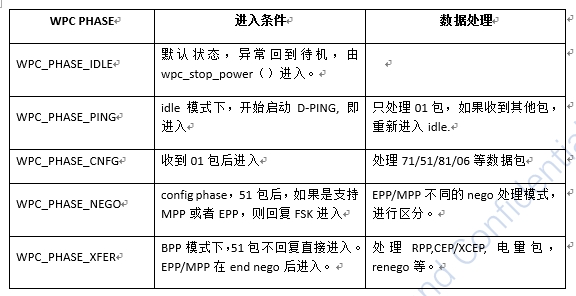 WPC PHASE
进入条件
数据处理
WPC_PHASE_IDLE
默认状态，异常回到待机，由
wpc_stop_power（）进入。
WPC_PHASE_PING
idle 模式下，开始启动 D-PING, 即
进入
只处理 01 包，如果收到其他包，
重新进入 idle.
WPC_PHASE_CNFG
收到 01 包后进入
处理 71/51/81/06 等数据包
WPC_PHASE_NEGO
config phase，51 包后，如果是支持
MPP 或者 EPP，则回复 FSK 进入
EPP/MPP 不同的 nego 处理模式，
进行区分。
WPC_PHASE_XFER
BPP 模式下，51 包不回复直接进入。
EPP/MPP 在 end nego 后进入。
处理 RPP,CEP/XCEP, 电量包，
renego 等。
nd Confidential